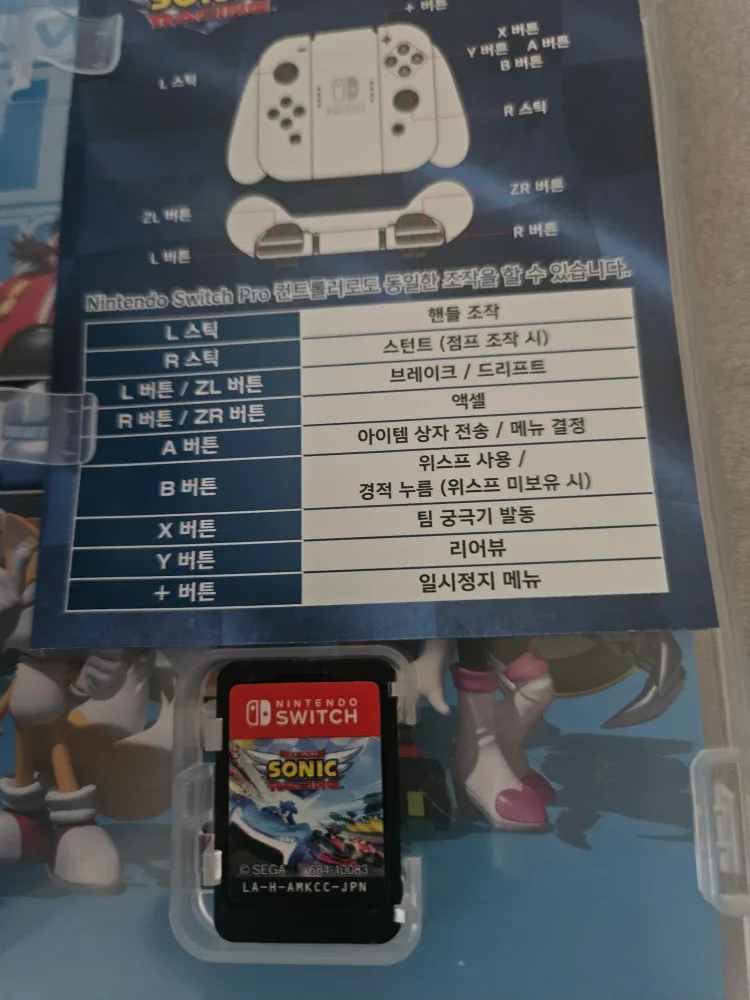 SONIC
RACING
+ 버튼
X 버튼
Y 버튼 A 버튼
B 버튼
L 스틱
R 스틱
ZL 버튼
ZR 버튼
L 버튼
R 버튼
Nintendo Switch Pro 컨트롤러로도 동일한 조작을 할 수 있습니다.
L 스틱 핸들 조작
R 스틱 스턴트 (점프 조작 시)
L 버튼 / ZL 버튼 브레이크 / 드리프트
R 버튼 / ZR 버튼 액셀
A 버튼 아이템 상자 전송 / 메뉴 결정
B 버튼 위스프 사용 /
경적 누름 (위스프 미보유 시)
X 버튼 팀 궁극기 발동
Y 버튼 리어뷰
+ 버튼 일시정지 메뉴
NINTENDO
SWITCH
TEAM
SONIC
RACING
© SEGA 684-10083
LA-H-AMKCC-JPN